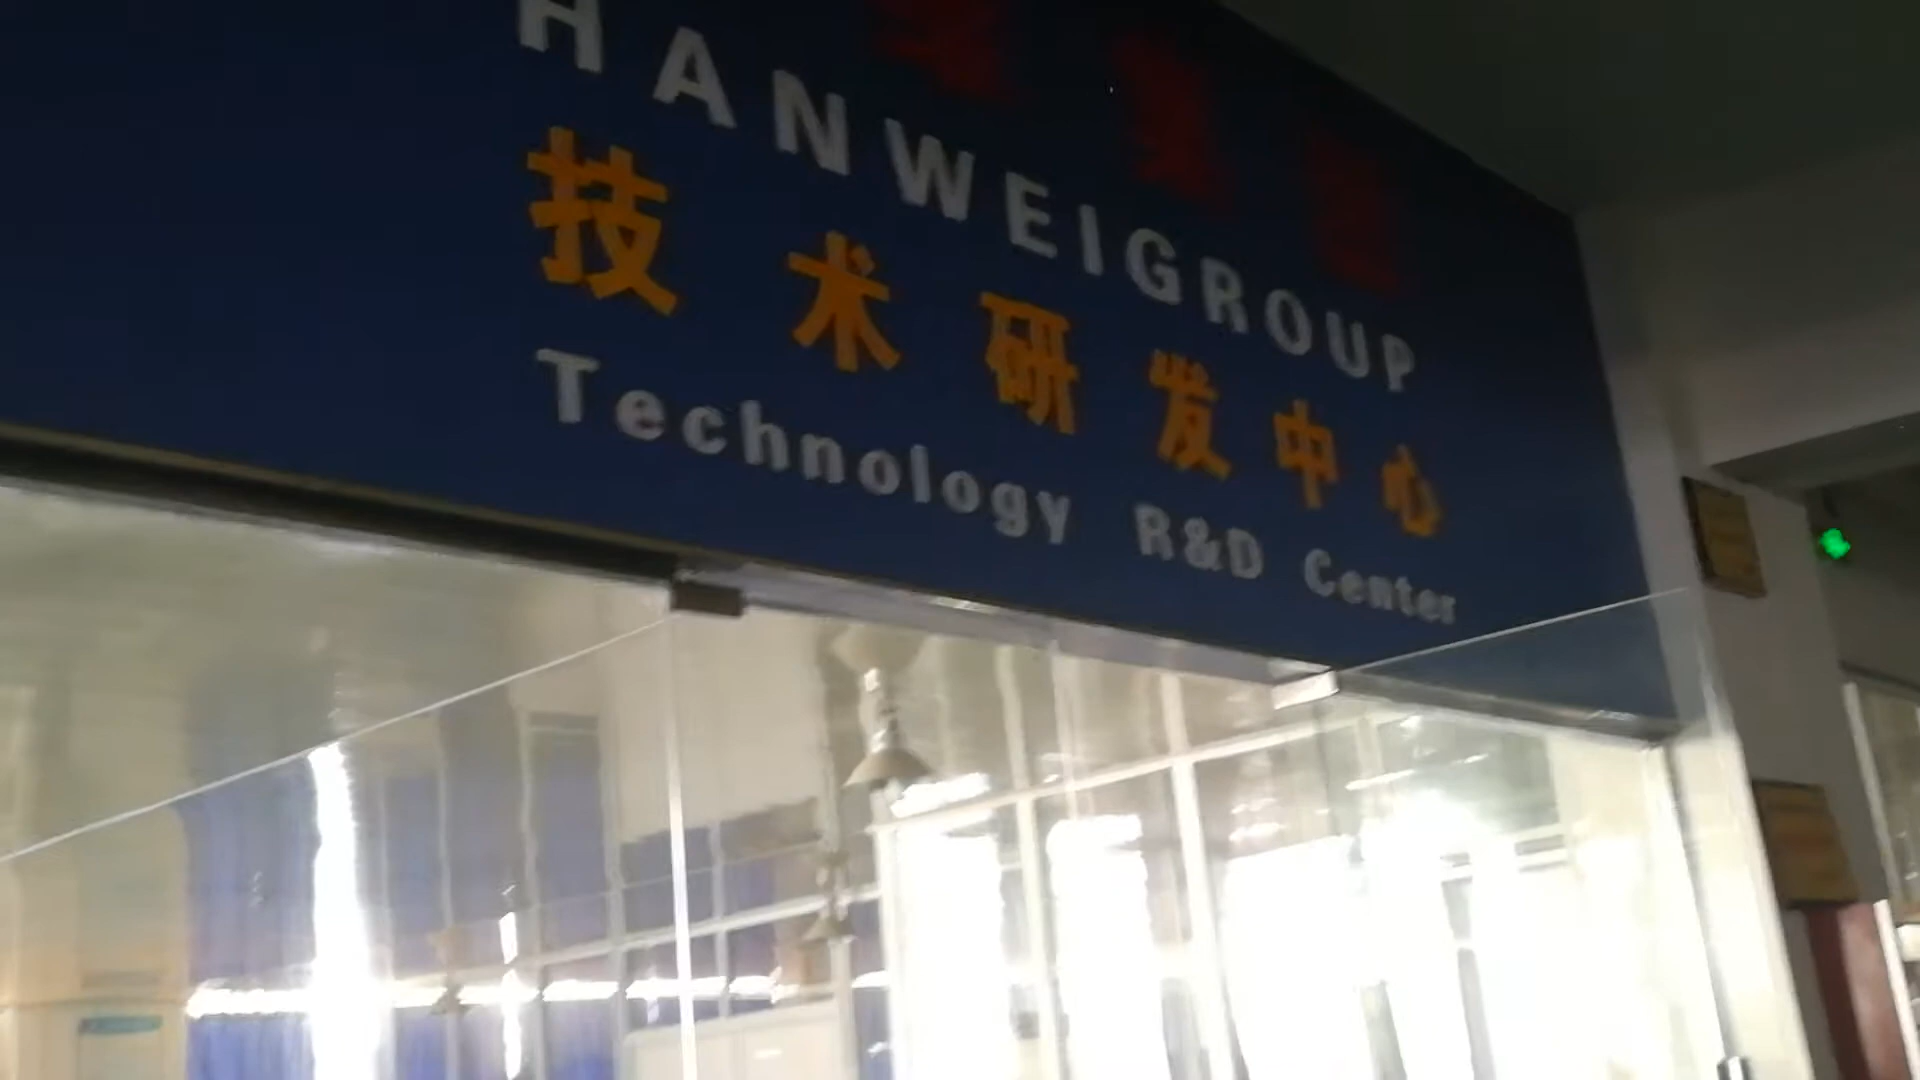 HANWEIGROUP
技术研发中心
Technology R&D Center